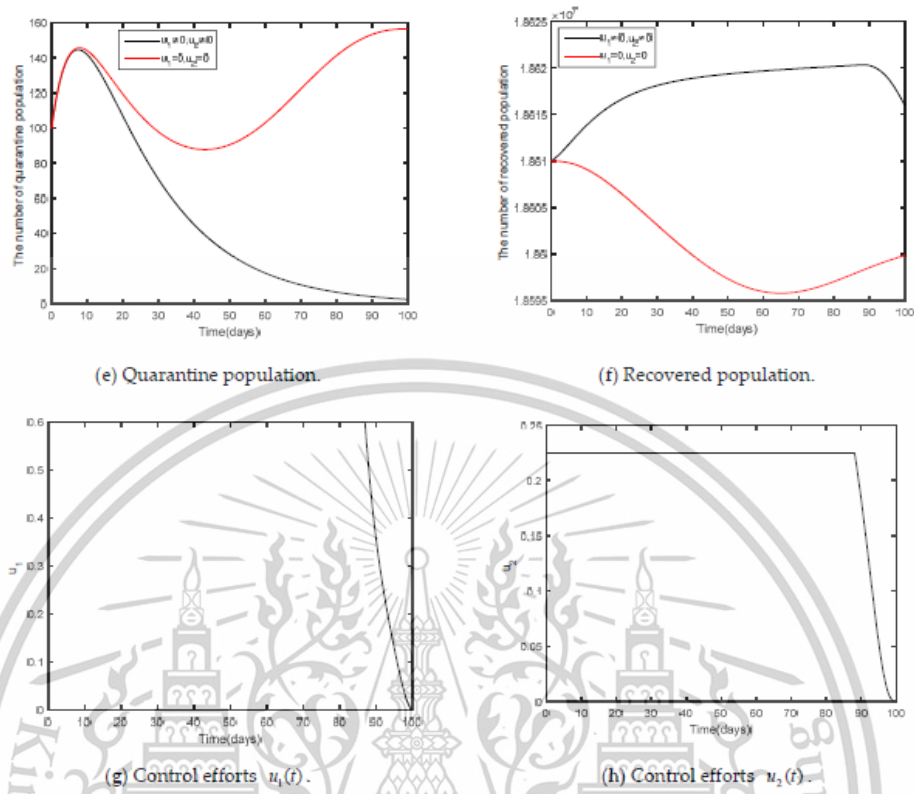 160
140
120
100
80
60
40
20
0
u₁≠0,u₂≠0
u₁=0,u₂=0
The number of quarantine population
0 10 20 30 40 50 60 70 80 90 100
Time(days)
(e) Quarantine population.
×10⁷
1.8625
1.862
1.8615
1.861
1.8605
1.86
1.8595
u₁≠0,u₂≠0
u₁=0,u₂=0
The number of recovered population
0 10 20 30 40 50 60 70 80 90 100
Time(days)
(f) Recovered population.
0.6
0.5
0.4
0.3
0.2
0.1
0
u₁
0 10 20 30 40 50 60 70 80 90 100
Time(days)
(g) Control efforts u₁(t).
0.25
0.2
0.15
0.1
0.05
0
u₂
0 10 20 30 40 50 60 70 80 90 100
Time(days)
(h) Control efforts u₂(t).